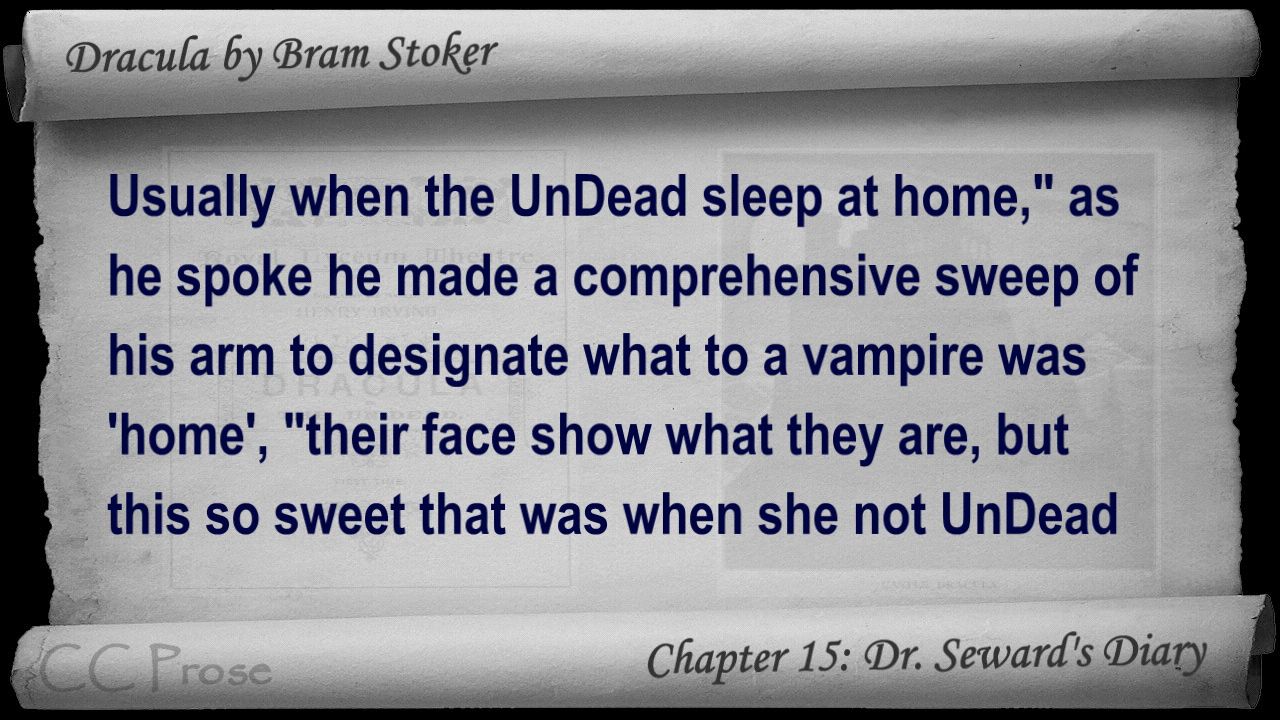 Dracula by Bram Stoker
Usually when the UnDead sleep at home," as
he spoke he made a comprehensive sweep of
his arm to designate what to a vampire was
'home', "their face show what they are, but
this so sweet that was when she not UnDead
CC Prose
Chapter 15: Dr. Seward's Diary